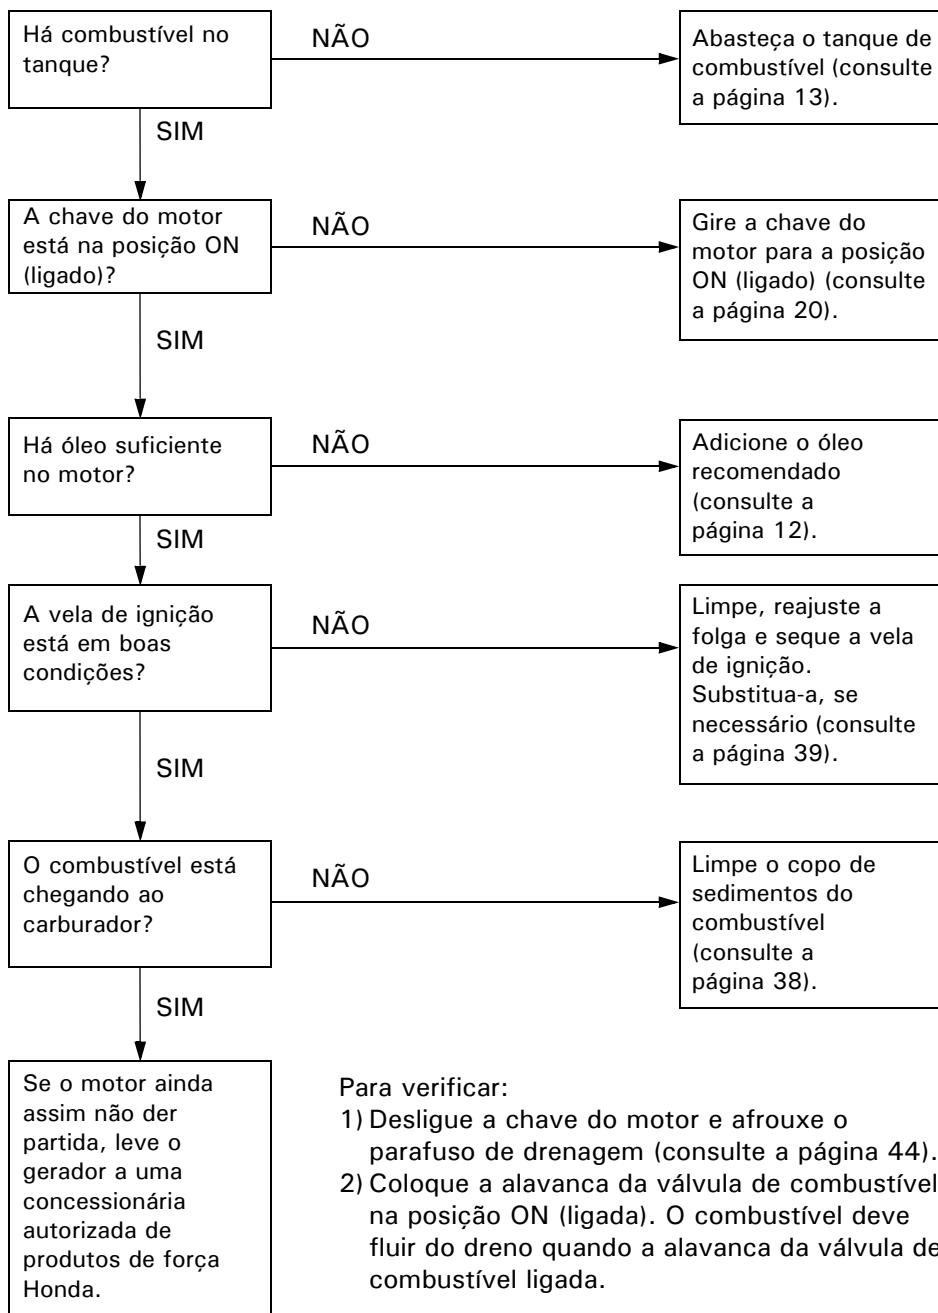 Há combustível no
tanque?
NÃO
Abasteça o tanque de
combustível (consulte
a página 13).
SIM
A chave do motor
está na posição ON
(ligado)?
NÃO
Gire a chave do
motor para a posição
ON (ligado) (consulte
a página 20).
SIM
Há óleo suficiente
no motor?
NÃO
Adicione o óleo
recomendado
(consulte a
página 12).
SIM
A vela de ignição
está em boas
condições?
NÃO
Limpe, reajuste a
folga e seque a vela
de ignição.
Substitua-a, se
necessário (consulte
a página 39).
SIM
O combustível está
chegando ao
carburador?
NÃO
Limpe o copo de
sedimentos do
combustível
(consulte a
página 38).
SIM
Se o motor ainda
assim não der
partida, leve o
gerador a uma
concessionária
autorizada de
produtos de força
Honda.
Para verificar:
1) Desligue a chave do motor e afrouxe o
parafuso de drenagem (consulte a página 44).
2) Coloque a alavanca da válvula de combustível
na posição ON (ligada). O combustível deve
fluir do dreno quando a alavanca da válvula de
combustível ligada.